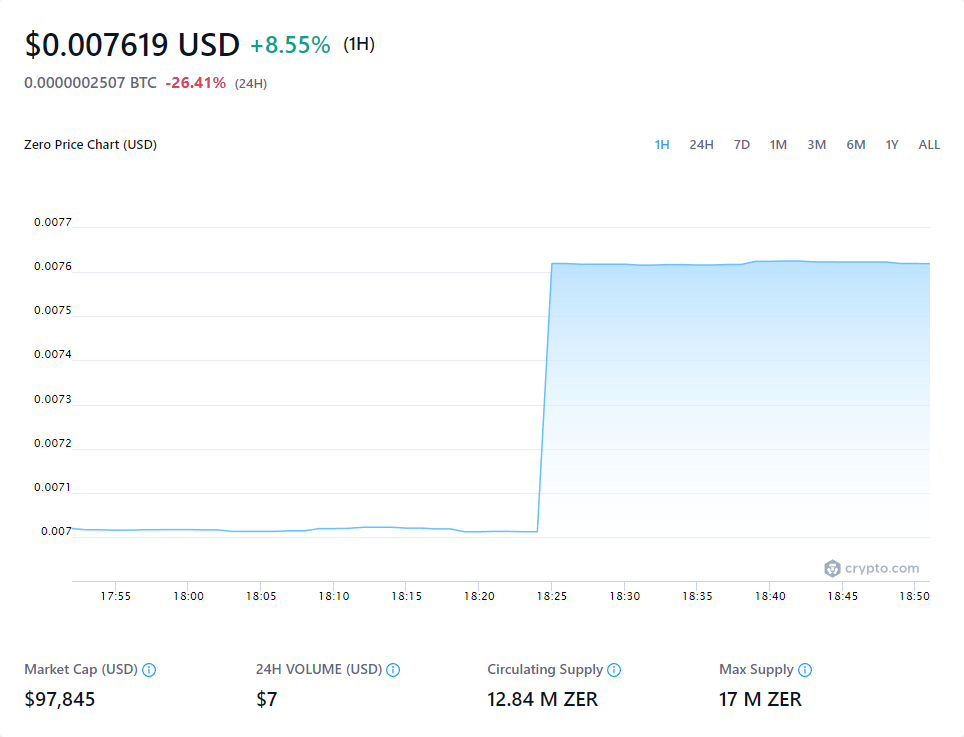 $0.007619 USD +8.55% (1H)
0.0000002507 BTC -26.41% (24H)
Zero Price Chart (USD)
1H 24H 7D 1M 3M 6M 1Y ALL
0.0077
0.0076
0.0075
0.0074
0.0073
0.0072
0.0071
0.007
crypto.com
17:55 18:00 18:05 18:10 18:15 18:20 18:25 18:30 18:35 18:40 18:45 18:50
Market Cap (USD) 24H VOLUME (USD) Circulating Supply Max Supply
$97,845 $7 12.84 M ZER 17 M ZER